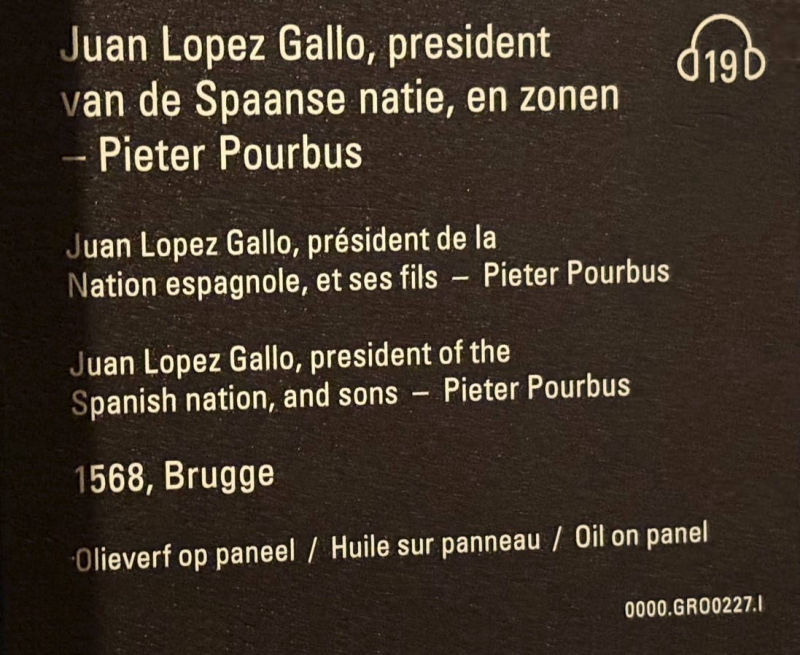 Juan Lopez Gallo, president
van de Spaanse natie, en zonen
– Pieter Pourbus
19
Juan Lopez Gallo, président de la
Nation espagnole, et ses fils – Pieter Pourbus
Juan Lopez Gallo, president of the
Spanish nation, and sons – Pieter Pourbus
1568, Brugge
Olieverf op paneel / Huile sur panneau / Oil on panel
0000.GRO0227.I